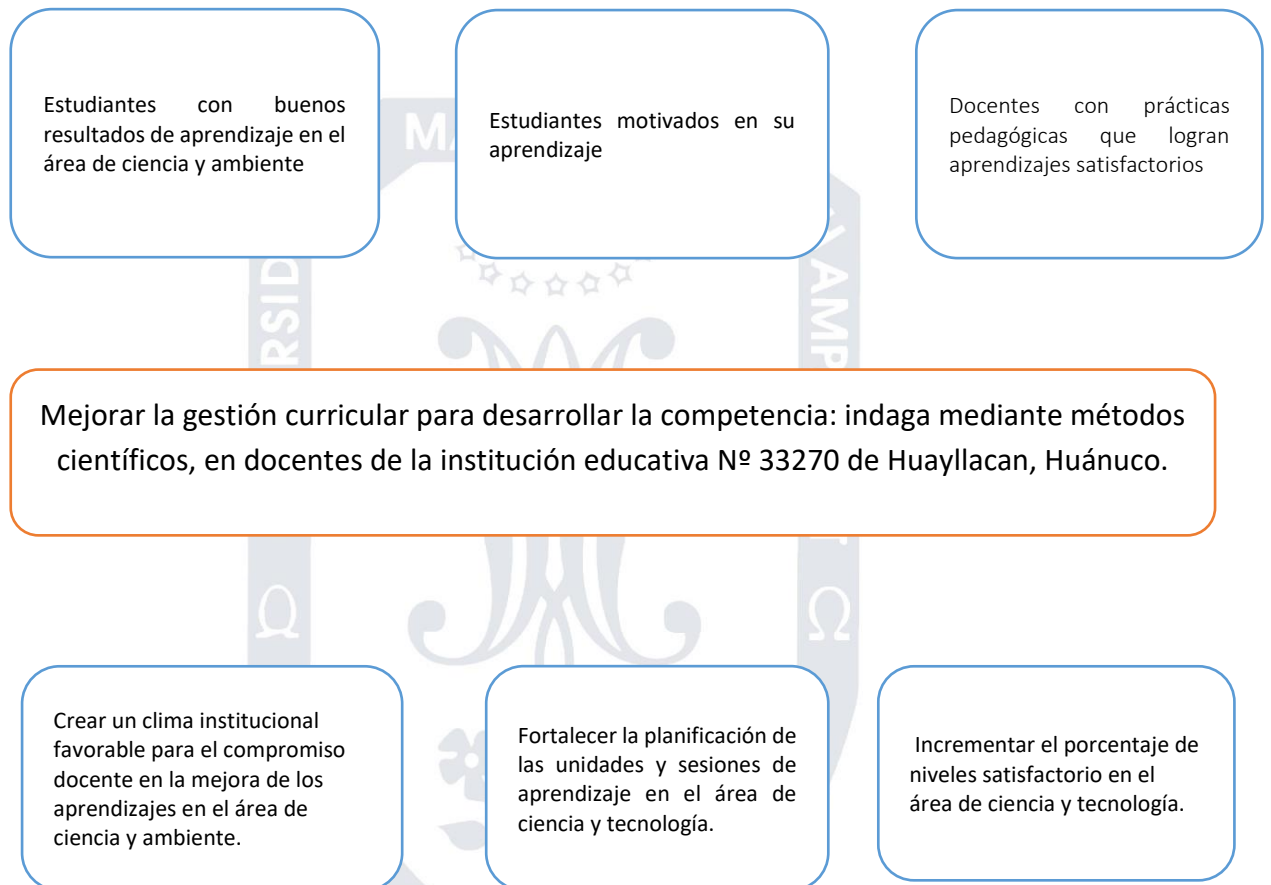 Estudiantes con buenos
resultados de aprendizaje en el
área de ciencia y ambiente
Estudiantes motivados en su
aprendizaje
Docentes con prácticas
pedagógicas que logran
aprendizajes satisfactorios
Mejorar la gestión curricular para desarrollar la competencia: indaga mediante métodos
científicos, en docentes de la institución educativa Nº 33270 de Huayllacan, Huánuco.
Crear un clima institucional
favorable para el compromiso
docente en la mejora de los
aprendizajes en el área de
ciencia y ambiente.
Fortalecer la planificación de
las unidades y sesiones de
aprendizaje en el área de
ciencia y tecnología.
Incrementar el porcentaje de
niveles satisfactorio en el
área de ciencia y tecnología.